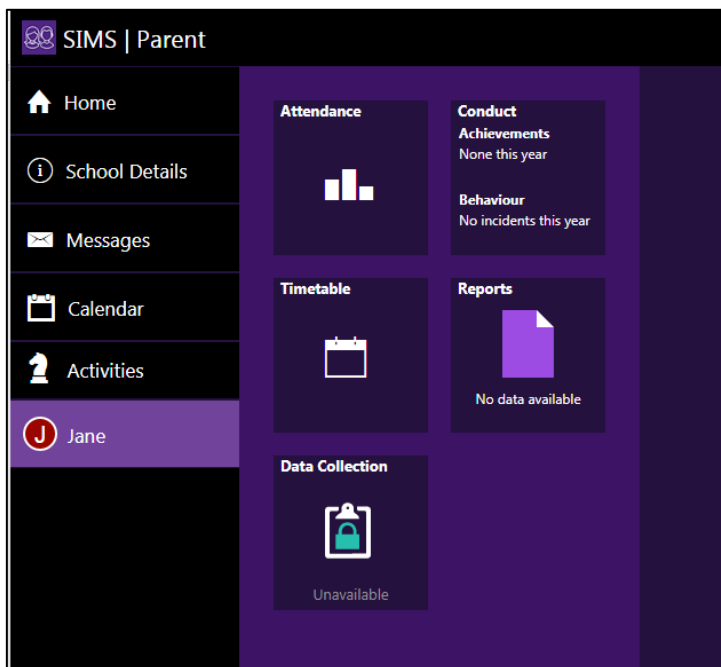 SIMS | Parent
Home
School Details
Messages
Calendar
Activities
J Jane
Attendance
Conduct
Achievements
None this year
Behaviour
No incidents this year
Timetable
Reports
No data available
Data Collection
Unavailable